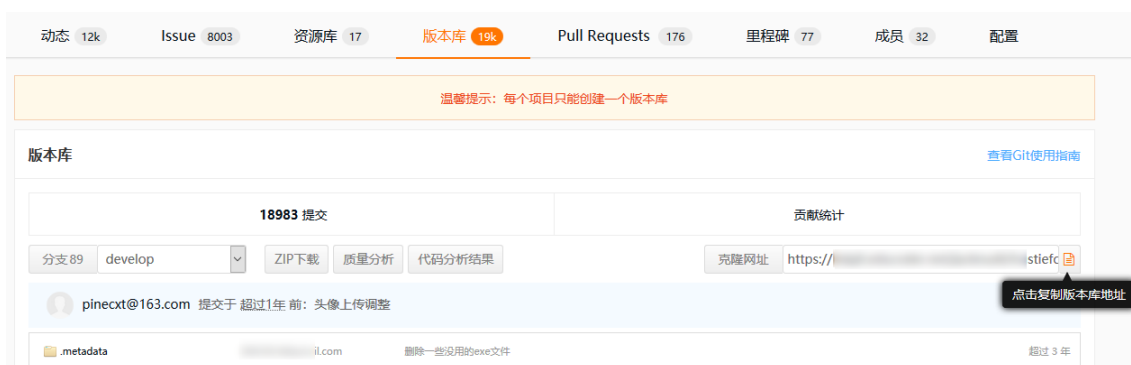 动态 12k Issue 8003 资源库 17 版本库 19k Pull Requests 176 里程碑 77 成员 32 配置
温馨提示：每个项目只能创建一个版本库
版本库 查看Git使用指南
18983 提交 贡献统计
分支 89 develop ZIP下载 质量分析 代码分析结果 克隆网址 https:// stiefc
点击复制版本库地址
pinecxt@163.com 提交于 超过1年 前：头像上传调整
.metadata il.com 删除一些没用的exe文件 超过 3 年